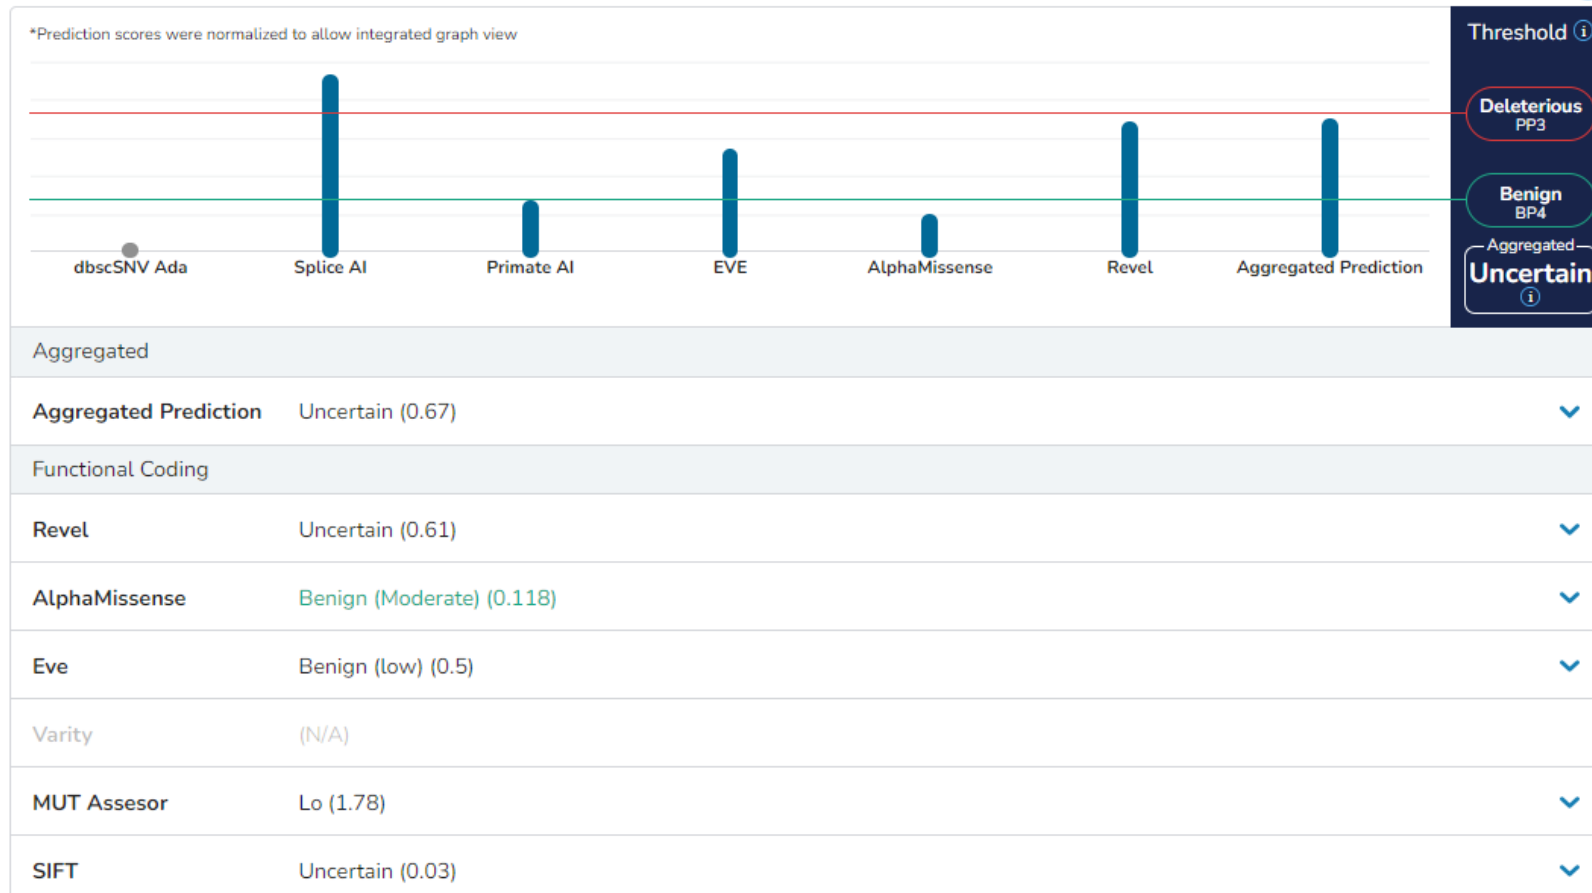 *Prediction scores were normalized to allow integrated graph view
Threshold i
Deleterious
PP3
Benign
BP4
Aggregated
Uncertain
i
dbscSNV Ada
Splice AI
Primate AI
EVE
AlphaMissense
Revel
Aggregated Prediction
Aggregated
Aggregated Prediction Uncertain (0.67)
Functional Coding
Revel Uncertain (0.61)
AlphaMissense Benign (Moderate) (0.118)
Eve Benign (low) (0.5)
Varity (N/A)
MUT Assesor Lo (1.78)
SIFT Uncertain (0.03)